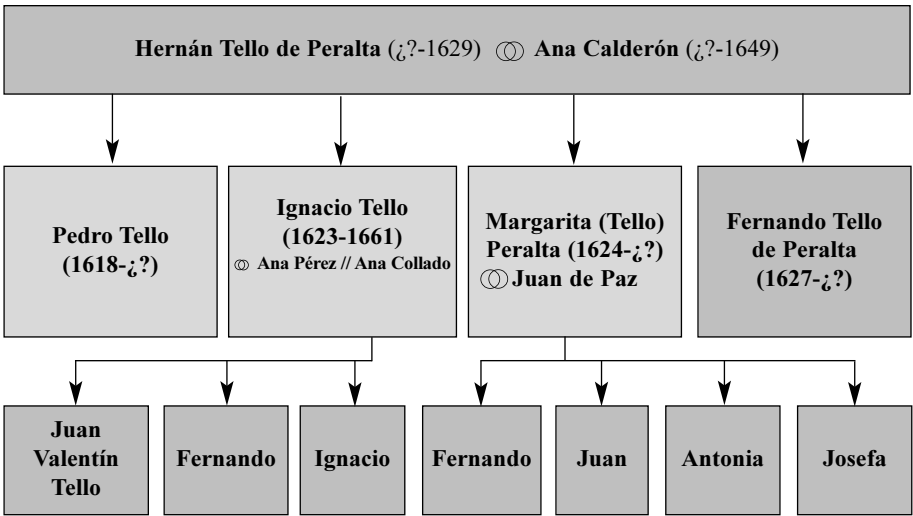 Hernán Tello de Peralta (¿?-1629) Ana Calderón (¿?-1649)
Pedro Tello
(1618-¿?)
Ignacio Tello
(1623-1661)
Ana Pérez // Ana Collado
Margarita (Tello)
Peralta (1624-¿?)
Juan de Paz
Fernando Tello
de Peralta
(1627-¿?)
Juan
Valentín
Tello
Fernando
Ignacio
Fernando
Juan
Antonia
Josefa